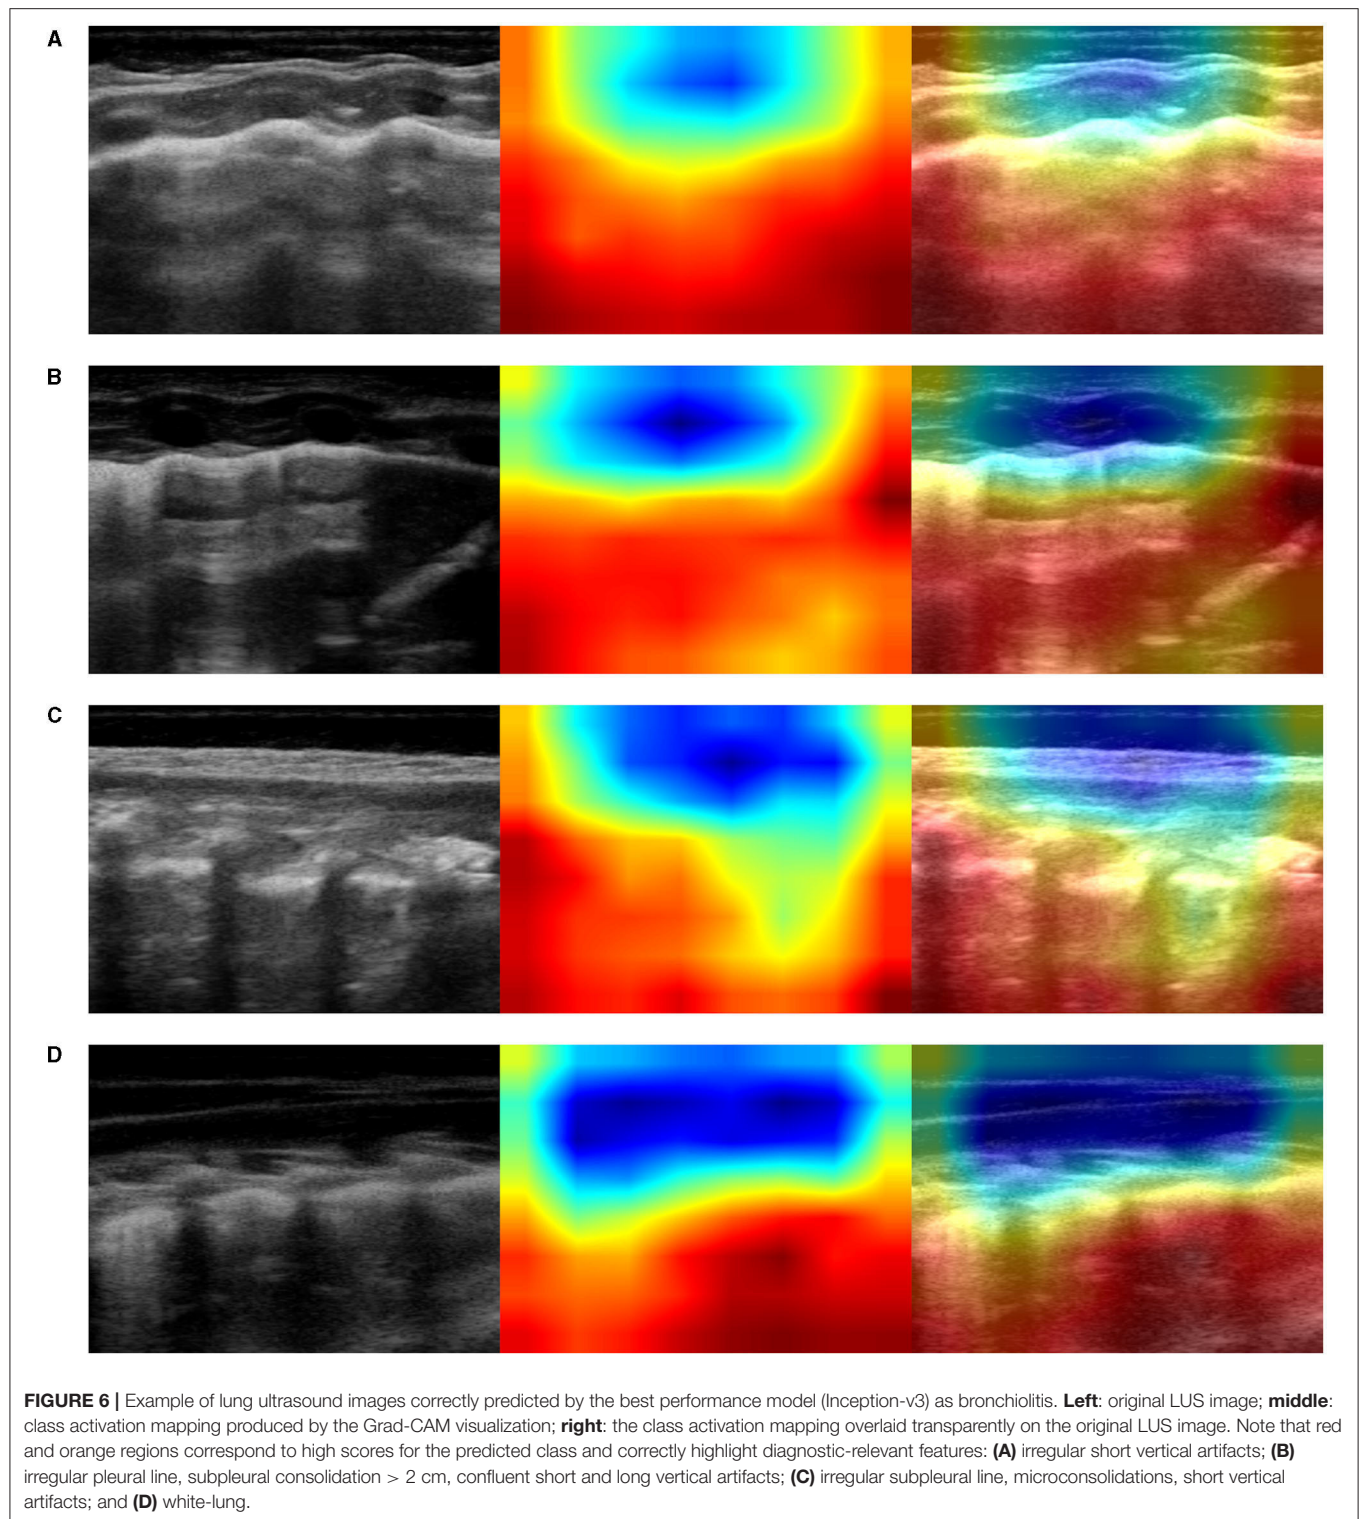 A
B
C
D
FIGURE 6 | Example of lung ultrasound images correctly predicted by the best performance model (Inception-v3) as bronchiolitis. Left: original LUS image; middle:
class activation mapping produced by the Grad-CAM visualization; right: the class activation mapping overlaid transparently on the original LUS image. Note that red
and orange regions correspond to high scores for the predicted class and correctly highlight diagnostic-relevant features: (A) irregular short vertical artifacts; (B)
irregular pleural line, subpleural consolidation > 2 cm, confluent short and long vertical artifacts; (C) irregular subpleural line, microconsolidations, short vertical
artifacts; and (D) white-lung.